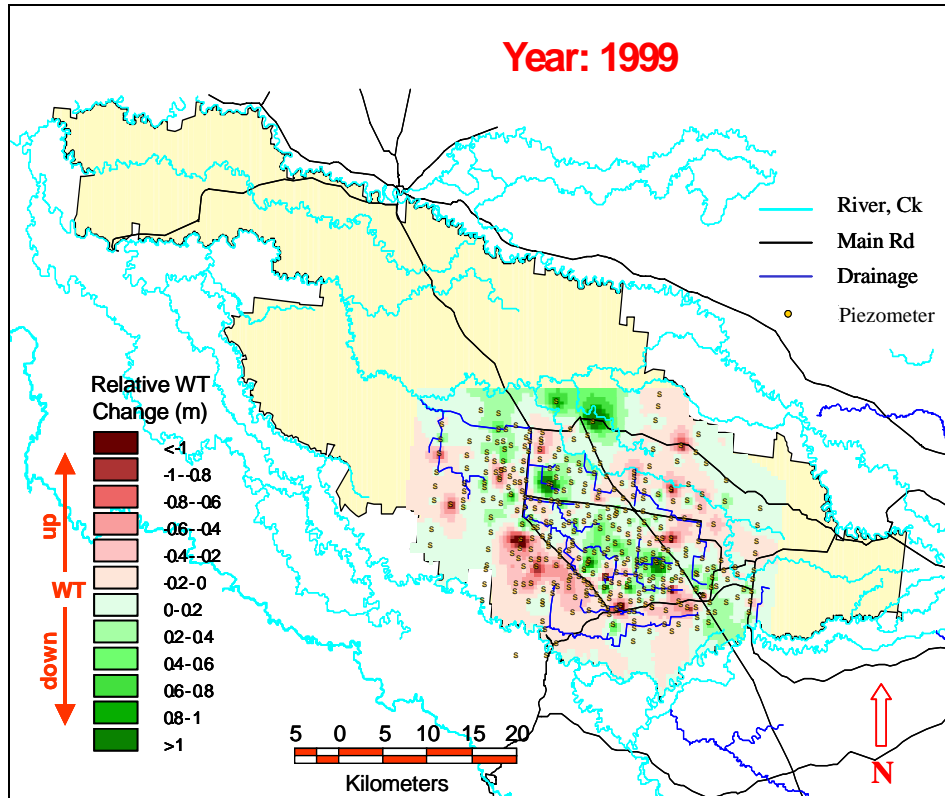 Year: 1999
River, Ck
Main Rd
Drainage
Piezometer
Relative WT
Change (m)
<-1
-1--0.8
-0.8--0.6
-0.6--0.4
-0.4--0.2
-0.2-0
0-0.2
0.2-0.4
0.4-0.6
0.6-0.8
0.8-1
>1
up
WT
down
5 0 5 10 15 20
Kilometers
N